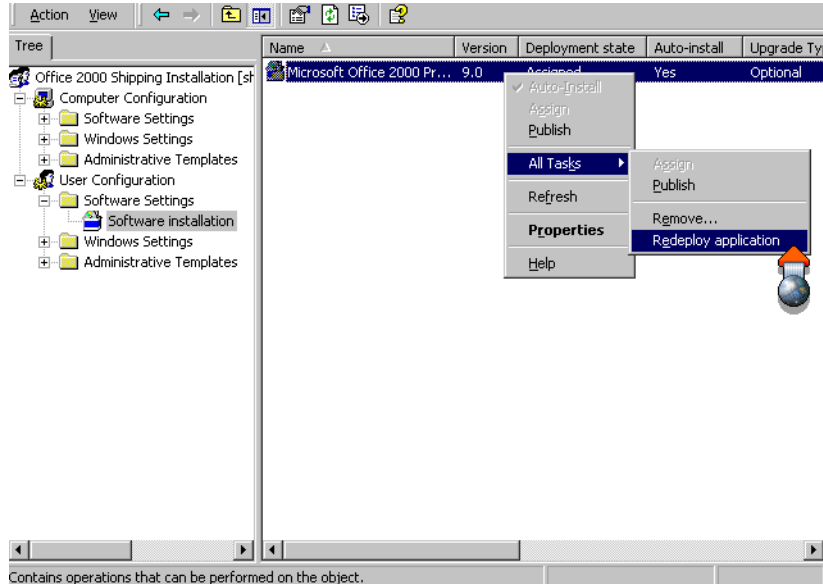 Action View
Tree
Name Version Deployment state Auto-install Upgrade Ty
Office 2000 Shipping Installation [sh
Computer Configuration
Software Settings
Windows Settings
Administrative Templates
User Configuration
Software Settings
Software installation
Windows Settings
Administrative Templates
Microsoft Office 2000 Pr... 9.0 Assigned Yes Optional
Auto-Install
Assign
Publish
All Tasks
Refresh
Properties
Help
Assign
Publish
Remove...
Redeploy application
Contains operations that can be performed on the object.